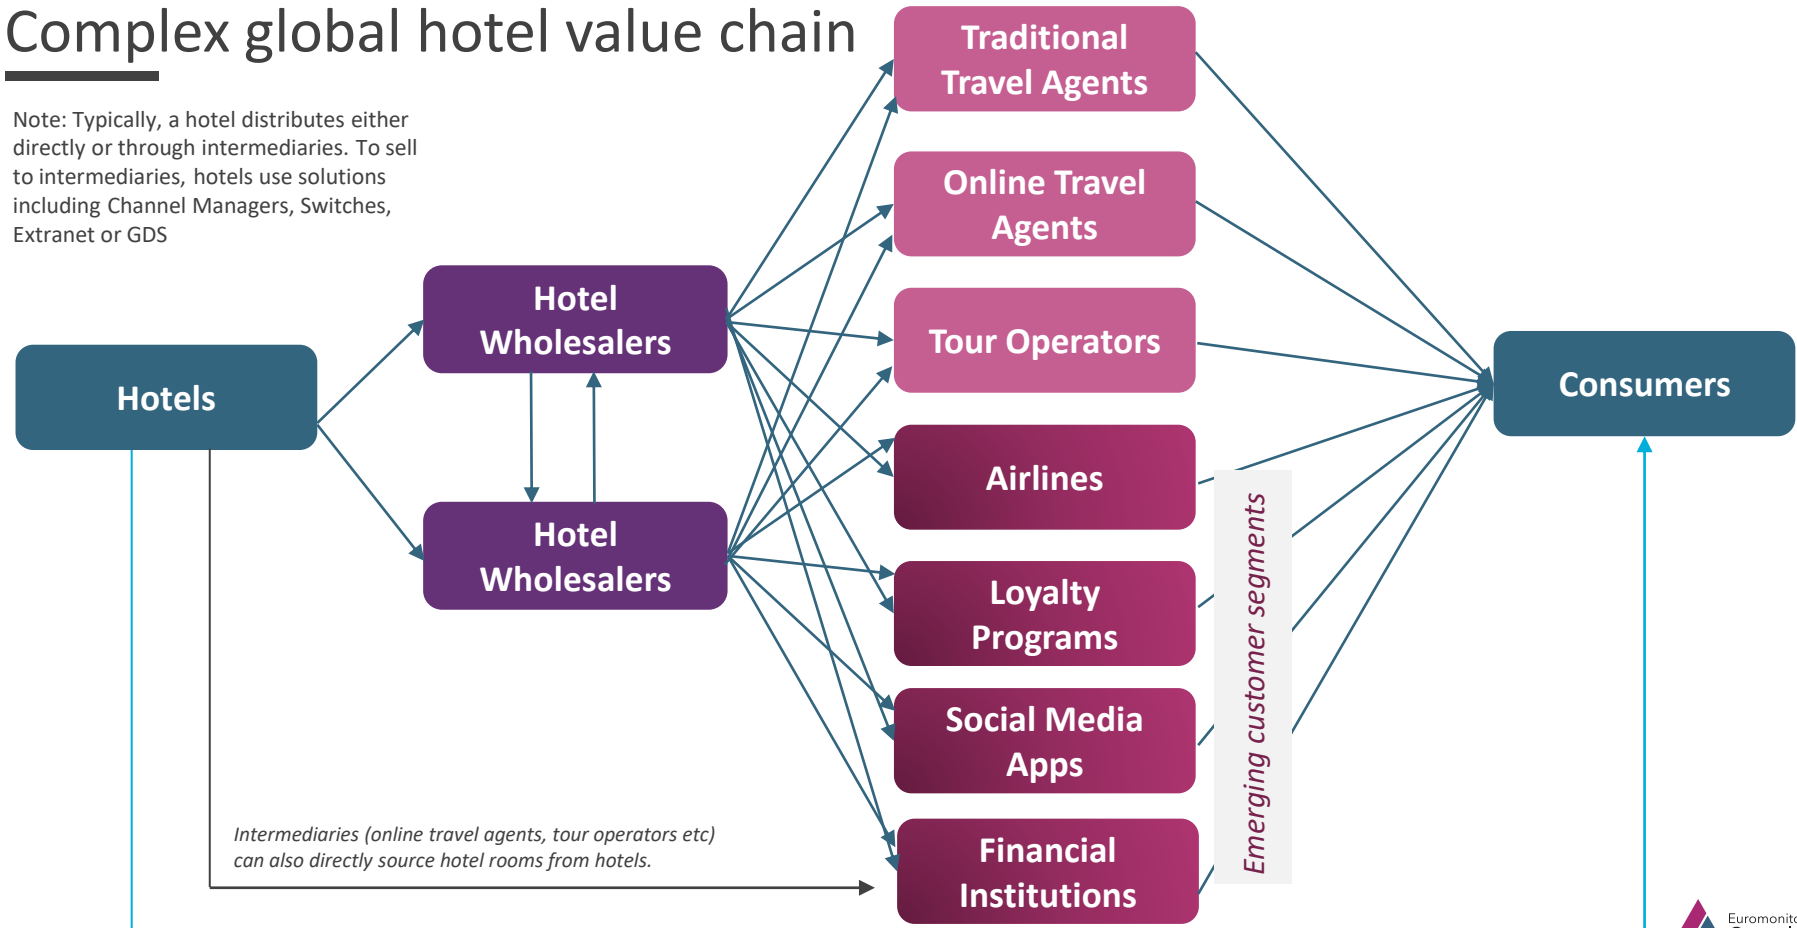 Complex global hotel value chain
Note: Typically, a hotel distributes either
directly or through intermediaries. To sell
to intermediaries, hotels use solutions
including Channel Managers, Switches,
Extranet or GDS
Hotels
Hotel
Wholesalers
Hotel
Wholesalers
Traditional
Travel Agents
Online Travel
Agents
Tour Operators
Airlines
Loyalty
Programs
Social Media
Apps
Financial
Institutions
Emerging customer segments
Consumers
Intermediaries (online travel agents, tour operators etc)
can also directly source hotel rooms from hotels.